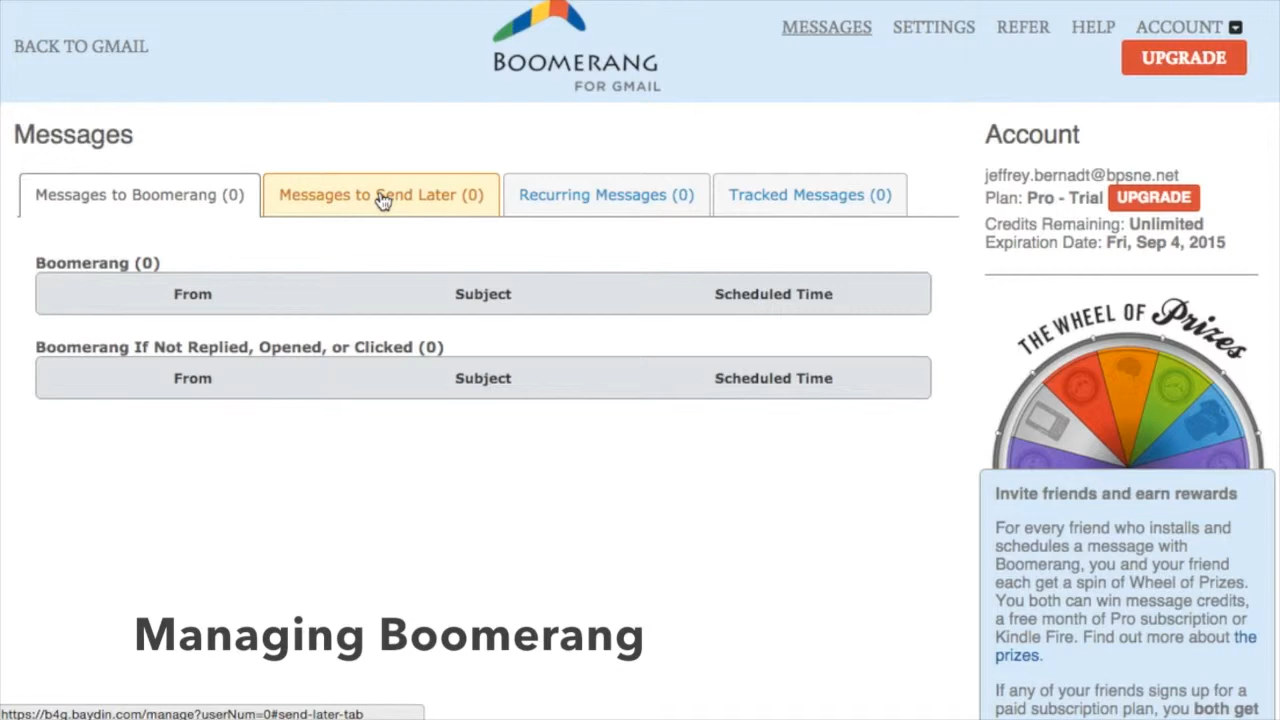 BACK TO GMAIL
BOOMERANG
FOR GMAIL
MESSAGES SETTINGS REFER HELP ACCOUNT
UPGRADE
Messages
Messages to Boomerang (0) Messages to Send Later (0) Recurring Messages (0) Tracked Messages (0)
Boomerang (0)
From Subject Scheduled Time
Boomerang If Not Replied, Opened, or Clicked (0)
From Subject Scheduled Time
Managing Boomerang
Account
jeffrey.bernadt@bpsne.net
Plan: Pro - Trial UPGRADE
Credits Remaining: Unlimited
Expiration Date: Fri, Sep 4, 2015
THE WHEEL OF Prizes
Invite friends and earn rewards
For every friend who installs and
schedules a message with
Boomerang, you and your friend
each get a spin of Wheel of Prizes.
You both can win message credits,
a free month of Pro subscription or
Kindle Fire. Find out more about the
prizes.
If any of your friends signs up for a
paid subscription plan, you both get
https://b4g.baydin.com/manage?userNum=0#send-later-tab